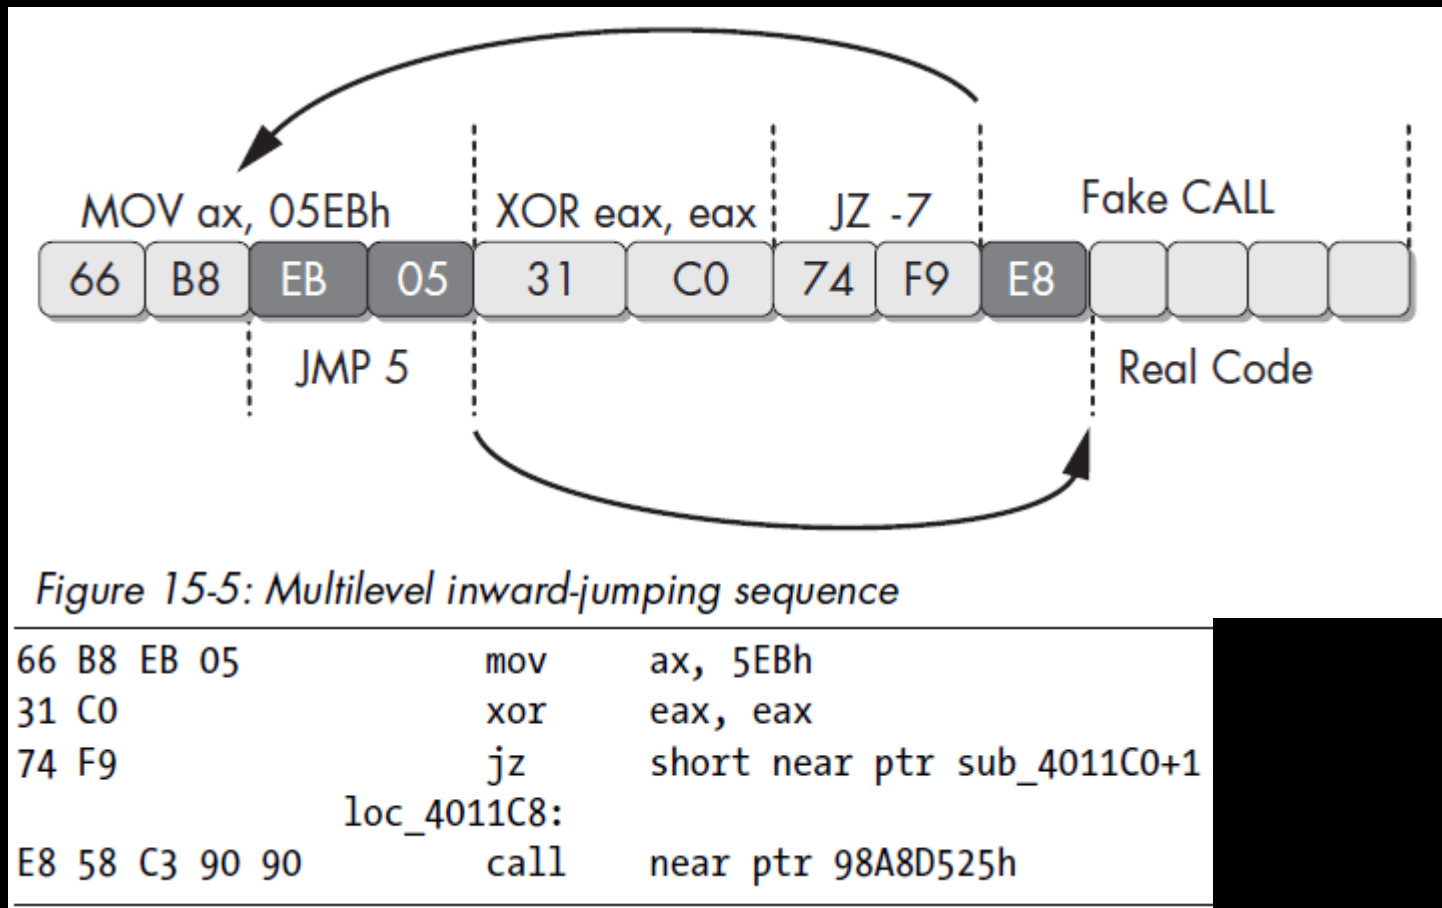 MOV ax, 05EBh XOR eax, eax JZ -7 Fake CALL
66 B8 EB 05 31 C0 74 F9 E8
JMP 5 Real Code
Figure 15-5: Multilevel inward-jumping sequence
66 B8 EB 05 mov ax, 5EBh
31 C0 xor eax, eax
74 F9 jz short near ptr sub_4011C0+1
loc_4011C8:
E8 58 C3 90 90 call near ptr 98A8D525h